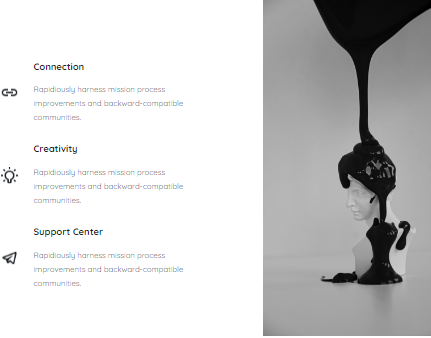 Connection
Rapidiously harness mission process
improvements and backward-compatible
communities.
Creativity
Rapidiously harness mission process
improvements and backward-compatible
communities.
Support Center
Rapidiously harness mission process
improvements and backward-compatible
communities.